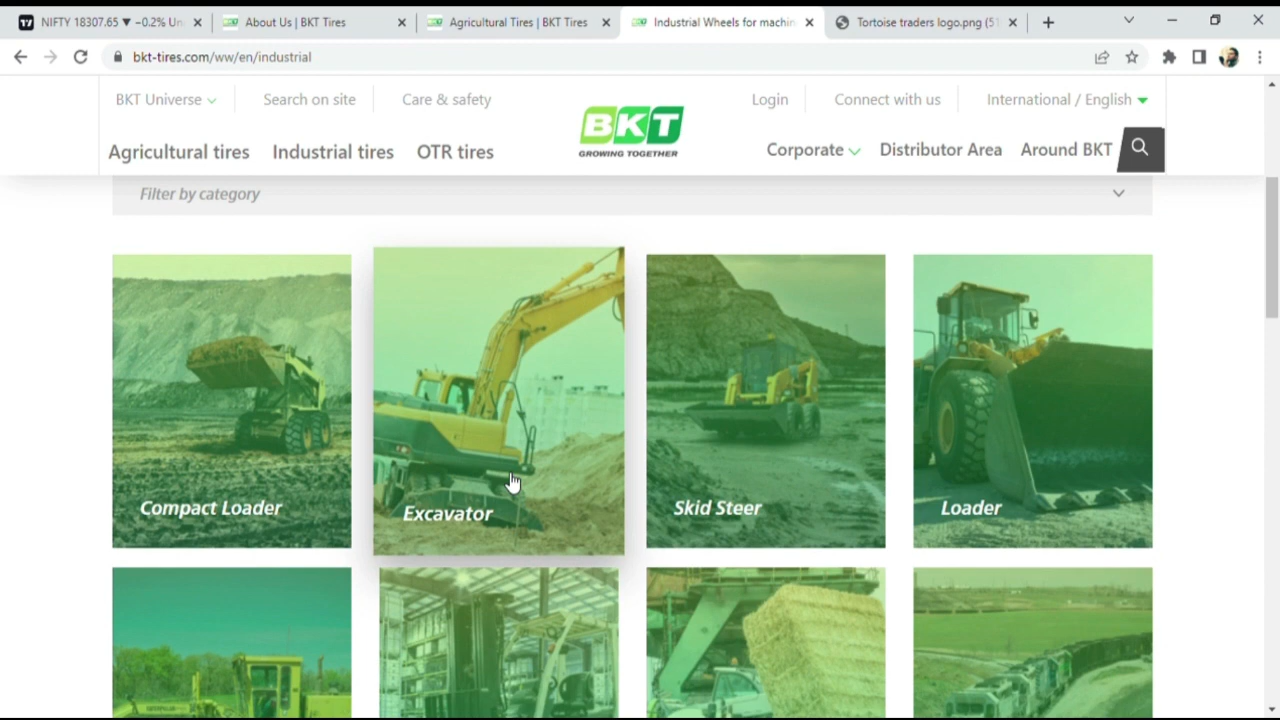 NIFTY 18307.65 ▼ −0.2% Un
About Us | BKT Tires
Agricultural Tires | BKT Tires
Industrial Wheels for machin
Tortoise traders logo.png (51
bkt-tires.com/ww/en/industrial
BKT Universe
Search on site
Care & safety
Login
Connect with us
International / English
BKT
GROWING TOGETHER
Agricultural tires
Industrial tires
OTR tires
Corporate
Distributor Area
Around BKT
Filter by category
Compact Loader
Excavator
Skid Steer
Loader